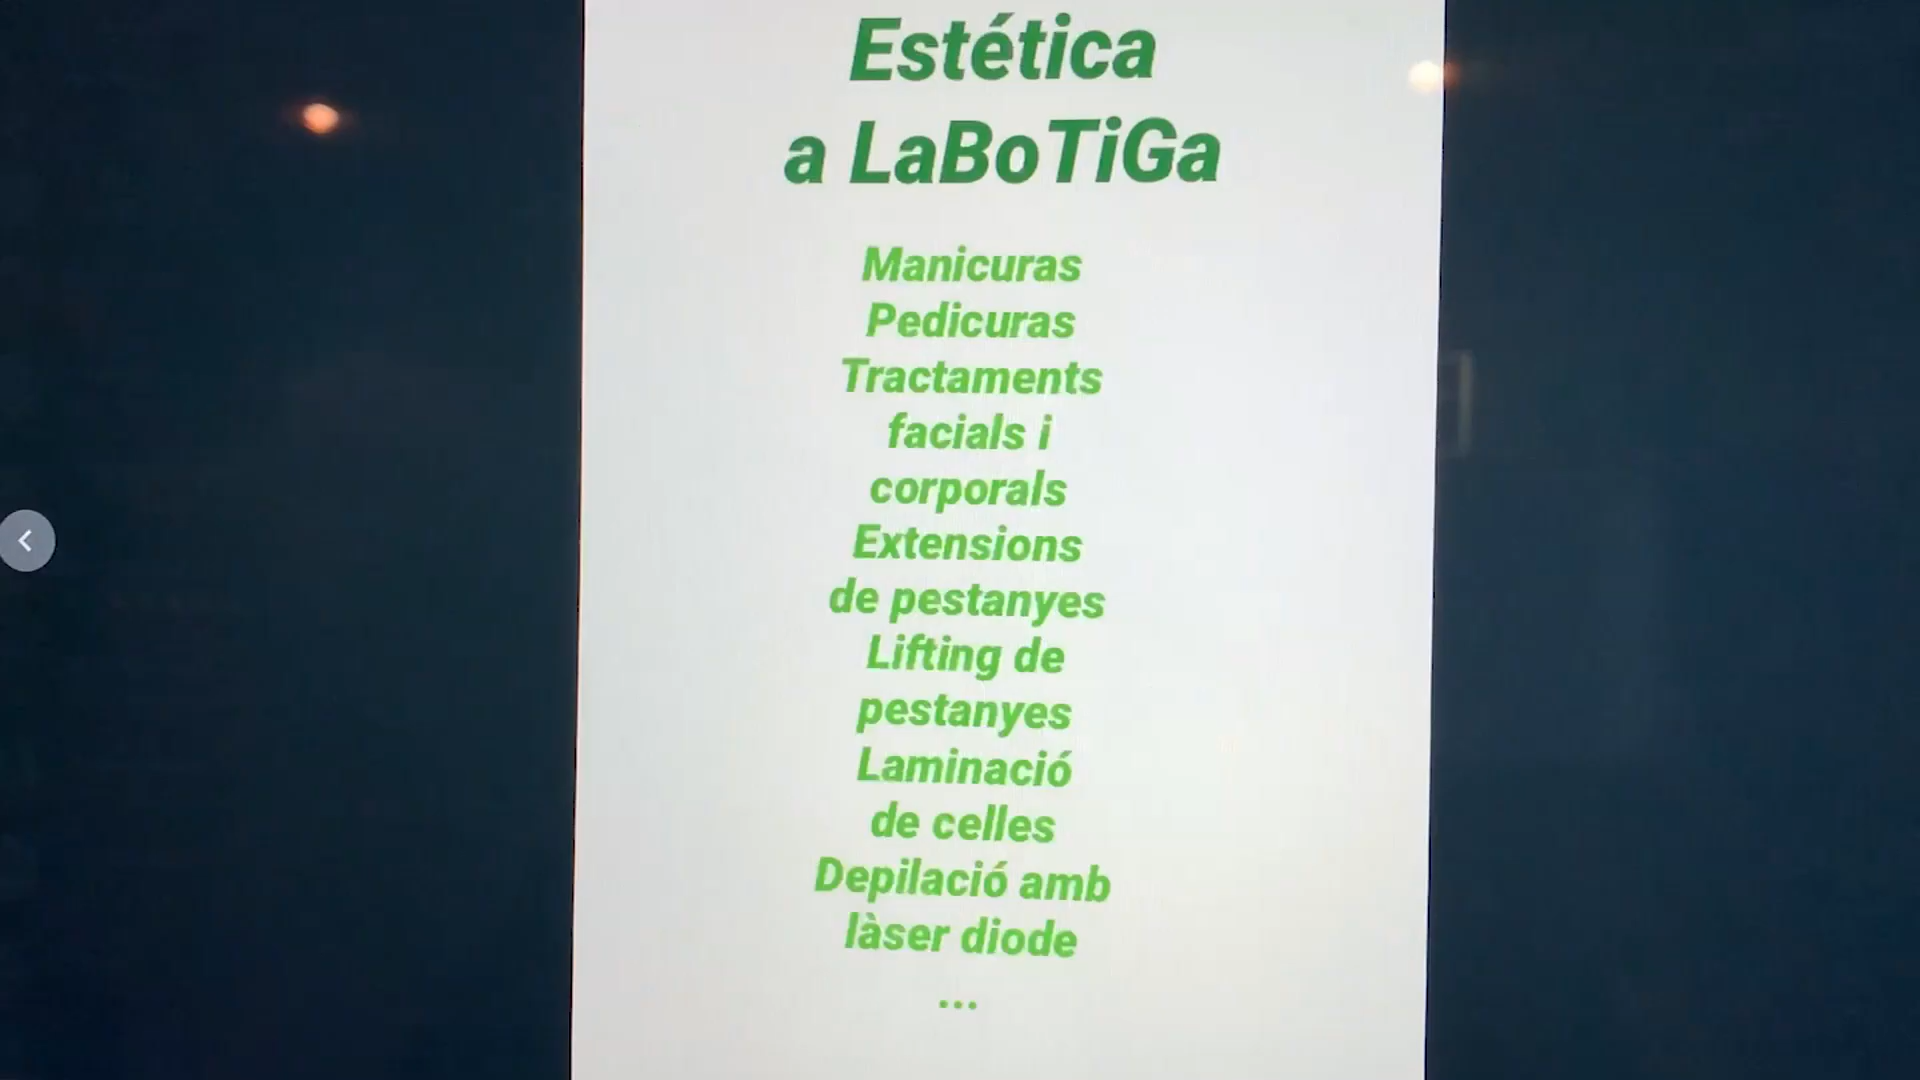 Estética
a LaBoTiGa
Manicuras
Pedicuras
Tractaments
facials i
corporals
Extensions
de pestanyes
Lifting de
pestanyes
Laminació
de celles
Depilació amb
làser diode
...